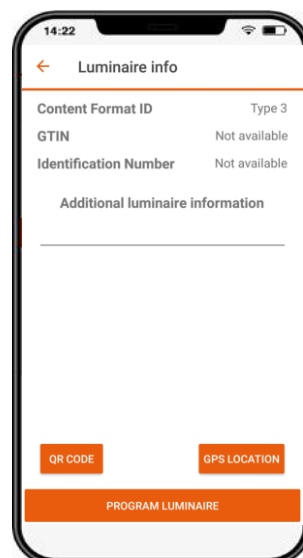 14:22
Luminaire info
Content Format ID Type 3
GTIN Not available
Identification Number Not available
Additional luminaire information
QR CODE GPS LOCATION
PROGRAM LUMINAIRE